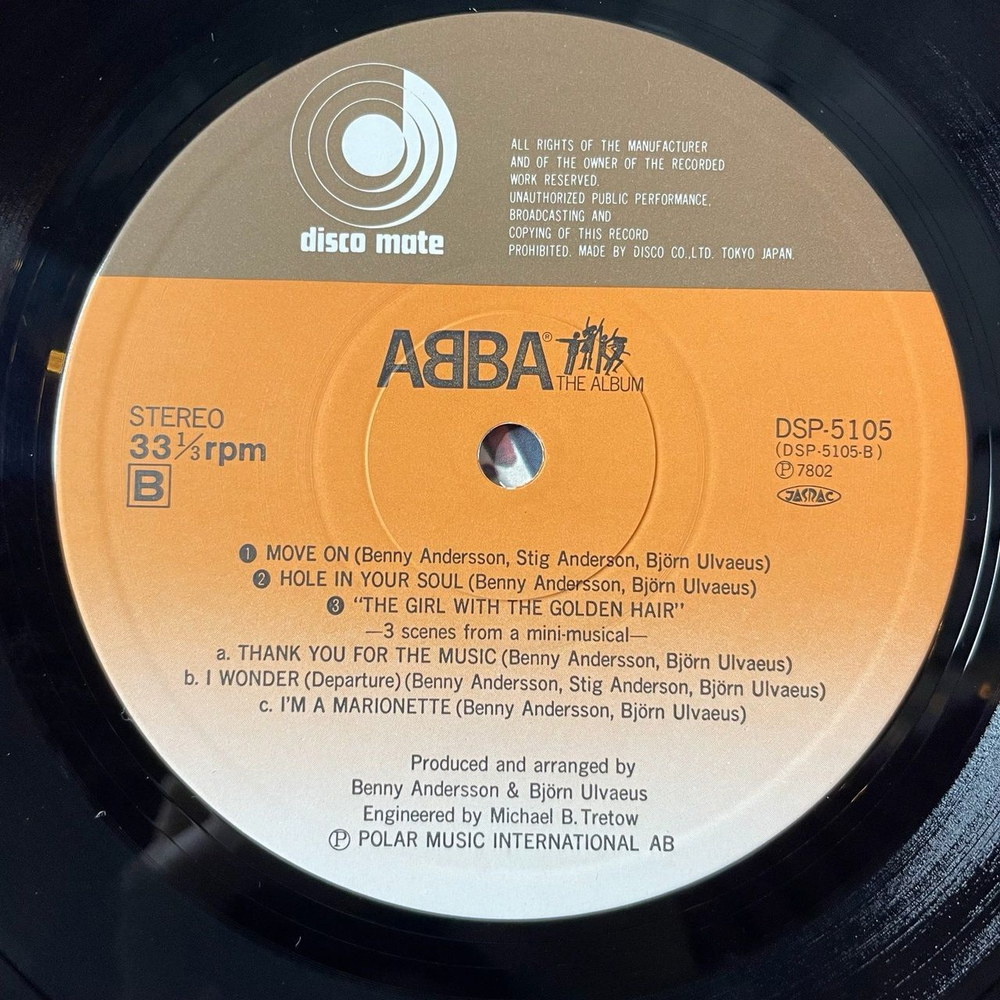 disco mate
ALL RIGHTS OF THE MANUFACTURER
AND OF THE OWNER OF THE RECORDED
WORK RESERVED.
UNAUTHORIZED PUBLIC PERFORMANCE,
BROADCASTING AND
COPYING OF THIS RECORD
PROHIBITED. MADE BY DISCO CO.,LTD. TOKYO JAPAN.
ABBA®
THE ALBUM
STEREO
33⅓rpm
B
DSP-5105
(DSP-5105-B)
Ⓟ7802
JASRAC
❶ MOVE ON (Benny Andersson, Stig Anderson, Björn Ulvaeus)
❷ HOLE IN YOUR SOUL (Benny Andersson, Björn Ulvaeus)
❸ "THE GIRL WITH THE GOLDEN HAIR"
—3 scenes from a mini-musical—
a. THANK YOU FOR THE MUSIC (Benny Andersson, Björn Ulvaeus)
b. I WONDER (Departure) (Benny Andersson, Stig Anderson, Björn Ulvaeus)
c. I'M A MARIONETTE (Benny Andersson, Björn Ulvaeus)
Produced and arranged by
Benny Andersson & Björn Ulvaeus
Engineered by Michael B. Tretow
Ⓟ POLAR MUSIC INTERNATIONAL AB